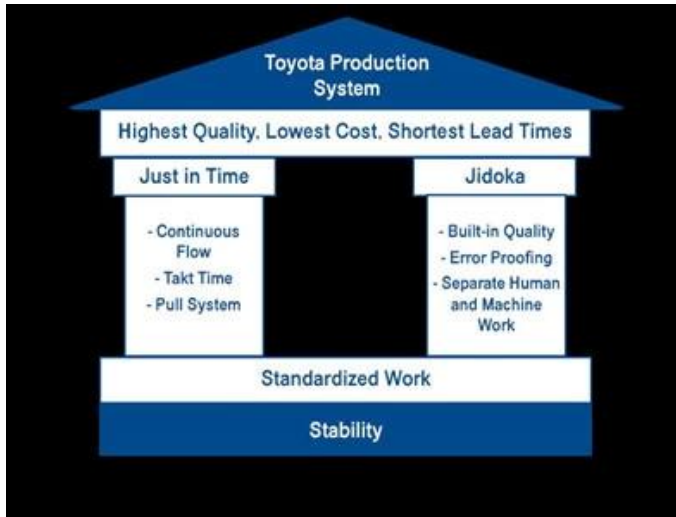 Toyota Production
System
Highest Quality, Lowest Cost, Shortest Lead Times
Just in Time
- Continuous
Flow
- Takt Time
- Pull System
Jidoka
- Built-in Quality
- Error Proofing
- Separate Human
and Machine
Work
Standardized Work
Stability